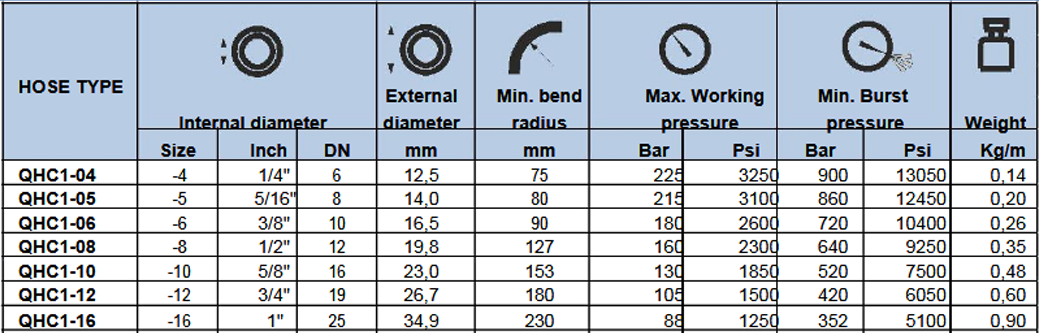 HOSE TYPE
External Min. bend Max. Working Min. Burst
Internal diameter diameter radius pressure pressure Weight
Size Inch DN mm mm Bar Psi Bar Psi Kg/m
QHC1-04 -4 1/4" 6 12,5 75 225 3250 900 13050 0,14
QHC1-05 -5 5/16" 8 14,0 80 215 3100 860 12450 0,20
QHC1-06 -6 3/8" 10 16,5 90 180 2600 720 10400 0,26
QHC1-08 -8 1/2" 12 19,8 127 160 2300 640 9250 0,35
QHC1-10 -10 5/8" 16 23,0 153 130 1850 520 7500 0,48
QHC1-12 -12 3/4" 19 26,7 180 105 1500 420 6050 0,60
QHC1-16 -16 1" 25 34,9 230 88 1250 352 5100 0,90